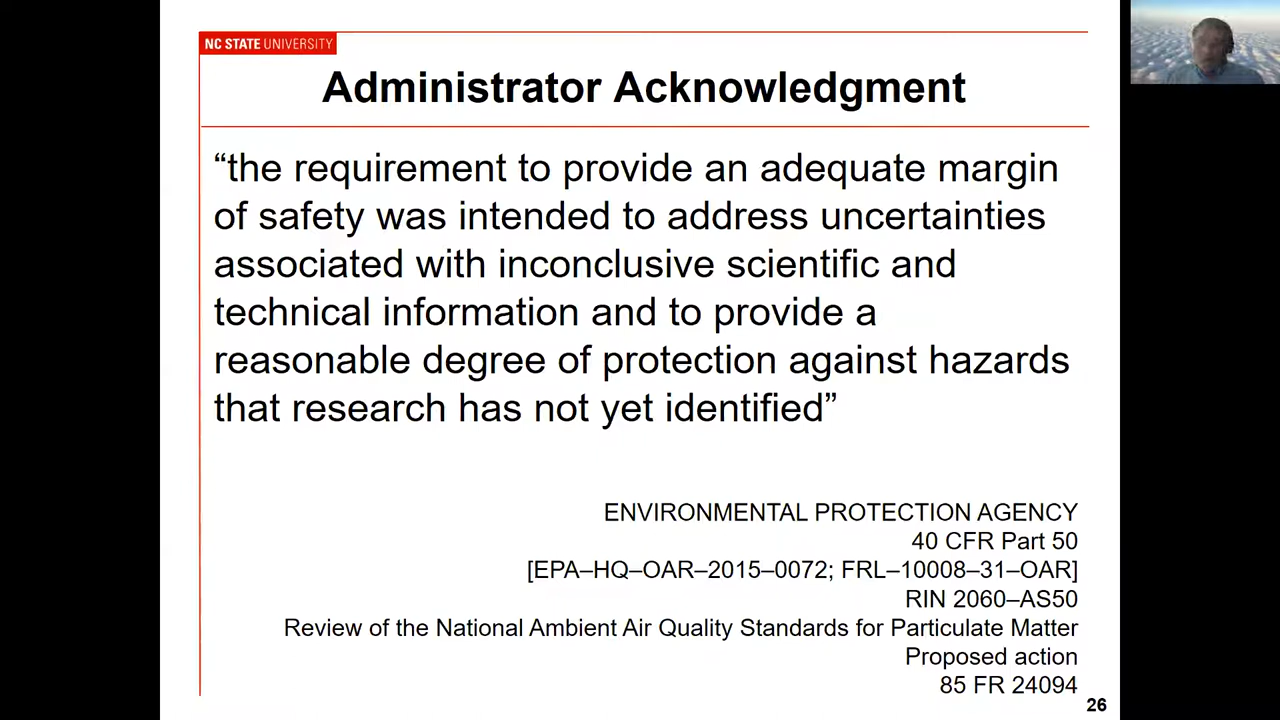 NC STATE UNIVERSITY
Administrator Acknowledgment
“the requirement to provide an adequate margin
of safety was intended to address uncertainties
associated with inconclusive scientific and
technical information and to provide a
reasonable degree of protection against hazards
that research has not yet identified”
ENVIRONMENTAL PROTECTION AGENCY
40 CFR Part 50
[EPA–HQ–OAR–2015–0072; FRL–10008–31–OAR]
RIN 2060–AS50
Review of the National Ambient Air Quality Standards for Particulate Matter
Proposed action
85 FR 24094
26